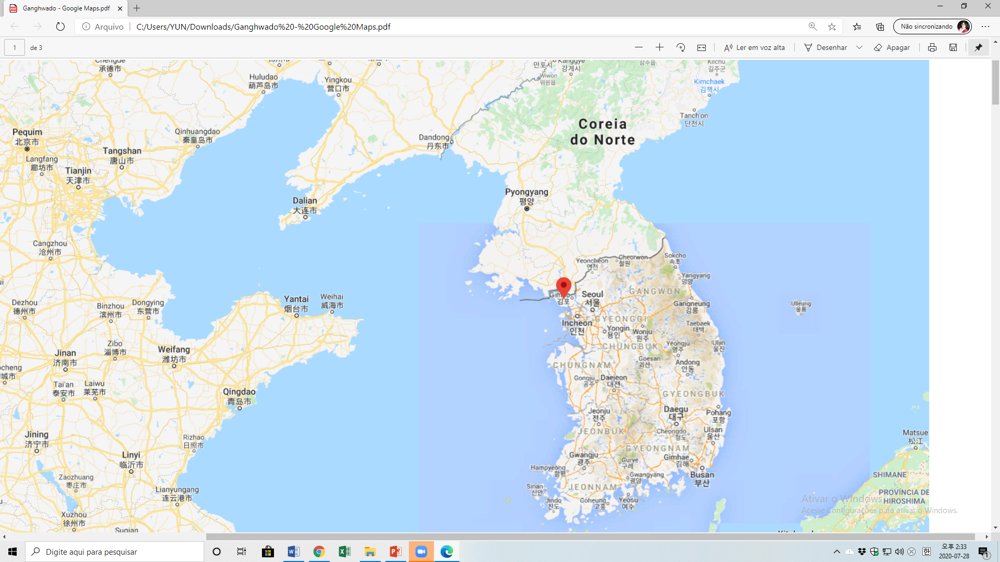 Ganghwado - Google Maps.pdf
Arquivo
C:/Users/YUN/Downloads/Ganghwado%20-%20Google%20Maps.pdf
Não sincronizando
1
de 3
Ler em voz alta
Desenhar
Apagar
Chengde
承德市
Huludao
葫芦岛市
Yingkou
营口市
만포시
Kanggye
강계시
Wiwon
위원읍
Kilchu
길주군
Kimchaek
김책시
Tanch'on
단천시
Coreia
do Norte
Pequim
北京市
Langfang
廊坊市
Tianjin
天津市
Tangshan
唐山市
Qinhuangdao
秦皇岛市
Dandong
丹东市
Dalian
大连市
Pyongyang
평양
Cangzhou
沧州市
Yeoncheon
연천
Cheorwon
철원
Sokcho
속초
Yangyang
양양
GANGWON
Gangneung
강릉
Seoul
서울
김포
Incheon
인천
GYEONGGI
Yongin
용인
Wonju
원주
Taebaek
태백
Ulleung
울릉
Yeongju
영주
Uljin
울진
CHUNGBUK
Goesan
괴산
Andong
안동
CHUNGNAM
Gongju
공주
Daejeon
대전
GYEONGBUK
Daegu
대구
Pohang
포항
Jeonju
전주
JEONBUK
Cheongdo
청도
Ulsan
울산
GYEONGNAM
Gimhae
김해
Gwangju
광주
Gurye
구례
Gwangyang
광양
Busan
부산
Hampyeong
함평
Sinan
신안
JEONNAM
Jindo
진도
Goheung
고흥
Yeosu
여수
Dezhou
德州市
Binzhou
滨州市
Dongying
东营市
Yantai
烟台市
Weihai
威海市
Zibo
淄博市
Jinan
济南市
Weifang
潍坊市
Tai'an
泰安市
Laiwu
莱芜市
Qingdao
青岛市
Jining
济宁市
Rizhao
日照市
Linyi
临沂市
Zaozhuang
枣庄市
Lianyungang
连云港市
Xuzhou
徐州市
Suqian
Matsue
松江
SHIMANE
PROVÍNCIA DE
HIROSHIMA
Ativar o Windows
Acesse Configurações para ativar o Windows.
Digite aqui para pesquisar
한
오후 2:33
2020-07-28
1